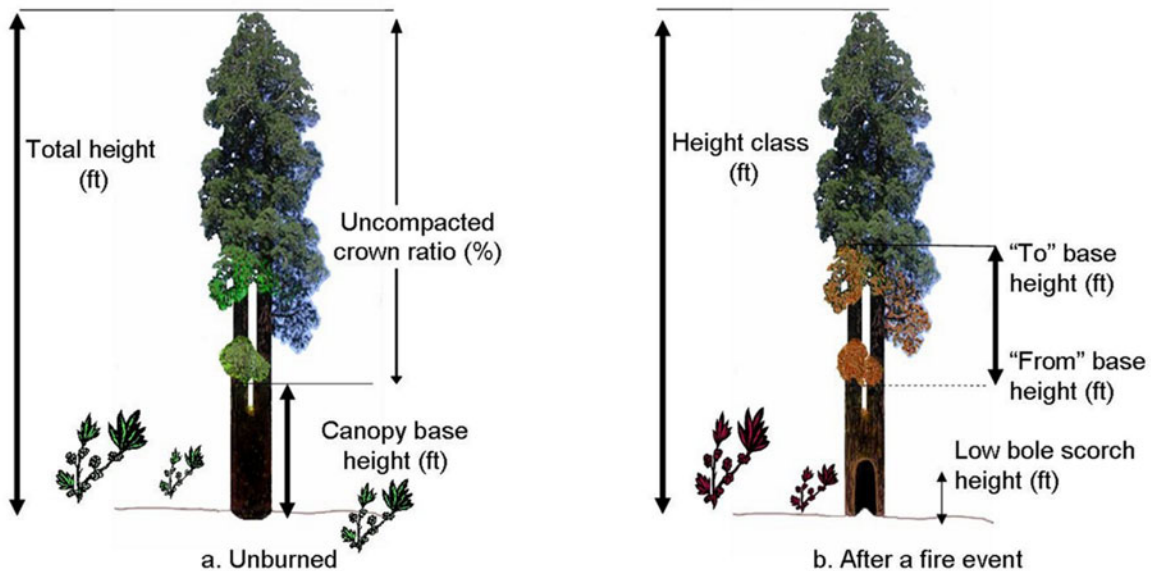 Total height
(ft)
Uncompacted
crown ratio (%)
Canopy base
height (ft)
a. Unburned
Height class
(ft)
“To” base
height (ft)
“From” base
height (ft)
Low bole scorch
height (ft)
b. After a fire event